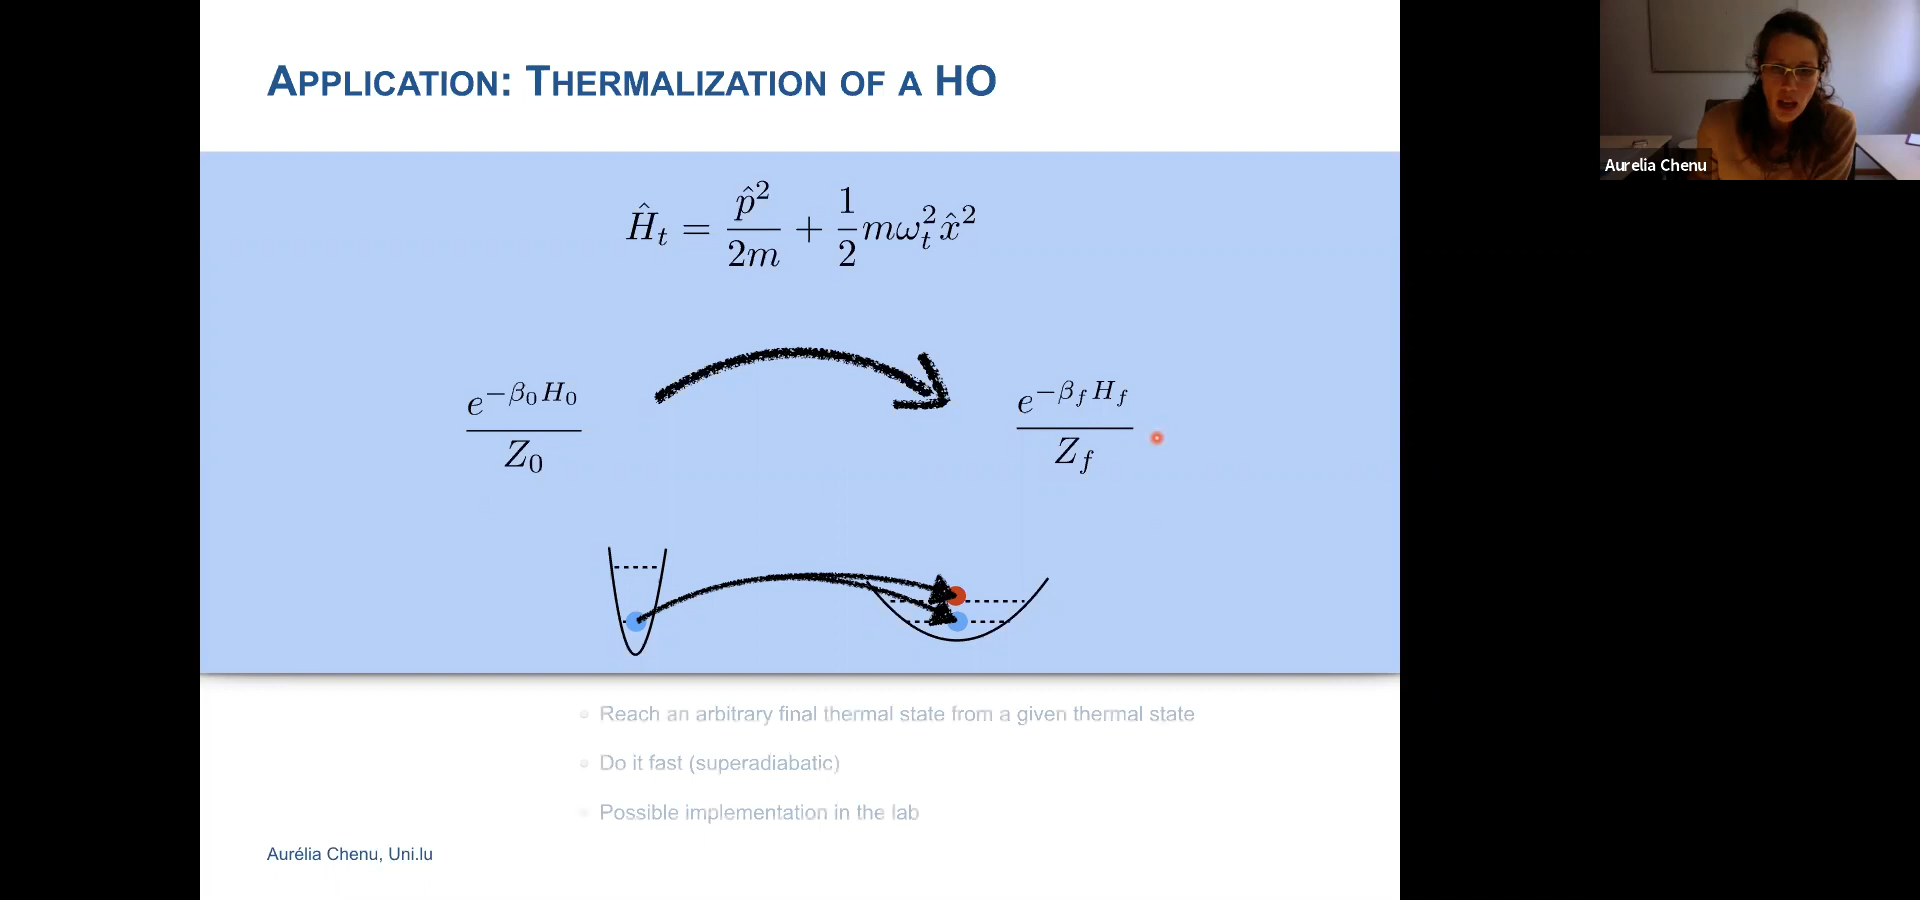 APPLICATION: THERMALIZATION OF A HO
Aurelia Chenu
Ĥ_t = p̂²/2m + 1/2 mω_t² x̂²
e^{-β_0 H_0}/Z_0
e^{-β_f H_f}/Z_f
Reach an arbitrary final thermal state from a given thermal state
Do it fast (superadiabatic)
Possible implementation in the lab
Aurélia Chenu, Uni.lu